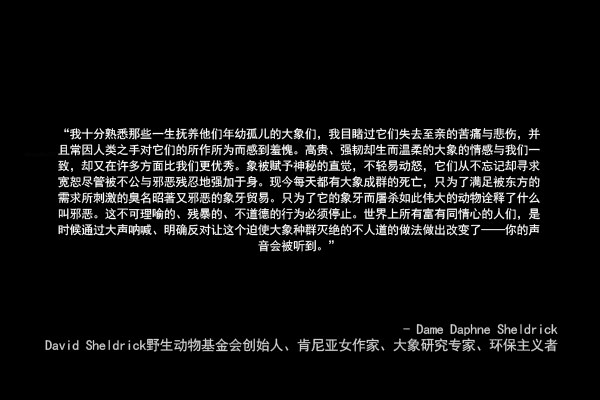 “我十分熟悉那些一生抚养他们年幼孤儿的大象们，我目睹过它们失去至亲的苦痛与悲伤，并
且常因人类之手对它们的所作所为而感到羞愧。高贵、强韧却生而温柔的大象的情感与我们一
致，却又在许多方面比我们更优秀。象被赋予神秘的直觉，不轻易动怒，它们从不忘记却寻求
宽恕尽管被不公与邪恶残忍地强加于身。现今每天都有大象成群的死亡，只为了满足被东方的
需求所刺激的臭名昭著又邪恶的象牙贸易。只为了它的象牙而屠杀如此伟大的动物诠释了什么
叫邪恶。这不可理喻的、残暴的、不道德的行为必须停止。世界上所有富有同情心的人们，是
时候通过大声呐喊、明确反对让这个迫使大象种群灭绝的不人道的做法做出改变了——你的声
音会被听到。”
- Dame Daphne Sheldrick
David Sheldrick野生动物基金会创始人、肯尼亚女作家、大象研究专家、环保主义者